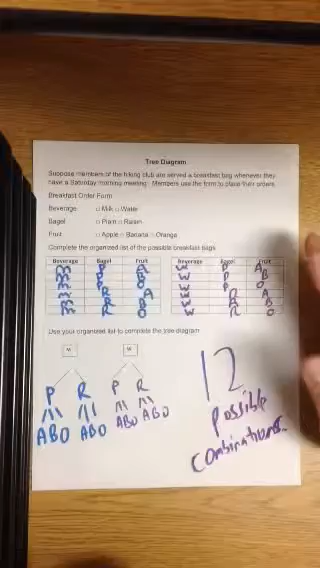 Tree Diagram
Suppose members of the hiking club are served a breakfast bag whenever they
have a Saturday morning meeting. Members use the form to place their orders.
Breakfast Order Form
Beverage □ Milk □ Water
Bagel □ Plain □ Raisin
Fruit □ Apple □ Banana □ Orange
Complete the organized list of the possible breakfast bags.
Beverage Bagel Fruit Beverage Bagel Fruit
m P A W P A
m P B W P B
m P O W P O
m R A W R A
m R B W R B
m R O W R O
Use your organized list to complete the tree diagram.
M W
P R P R
ABO ABO ABO ABO
12
possible
combinations.